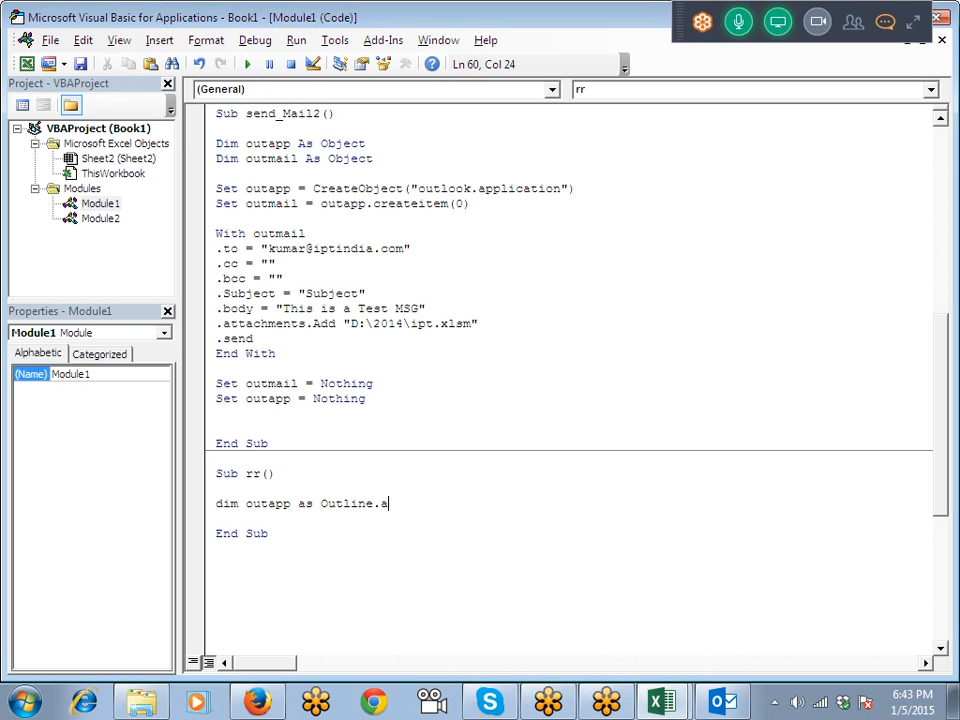 Microsoft Visual Basic for Applications - Book1 - [Module1 (Code)]
File Edit View Insert Format Debug Run Tools Add-Ins Window Help
Ln 60, Col 24
Project - VBAProject
(General)
rr
VBAProject (Book1)
Microsoft Excel Objects
Sheet2 (Sheet2)
ThisWorkbook
Modules
Module1
Module2
Properties - Module1
Module1 Module
Alphabetic
Categorized
(Name) Module1
Sub send_Mail2()
Dim outapp As Object
Dim outmail As Object
Set outapp = CreateObject("outlook.application")
Set outmail = outapp.createitem(0)
With outmail
.to = "kumar@iptindia.com"
.cc = ""
.bcc = ""
.Subject = "Subject"
.body = "This is a Test MSG"
.attachments.Add "D:\2014\ipt.xlsm"
.send
End With
Set outmail = Nothing
Set outapp = Nothing
End Sub
Sub rr()
dim outapp as Outline.a
End Sub
6:43 PM
1/5/2015